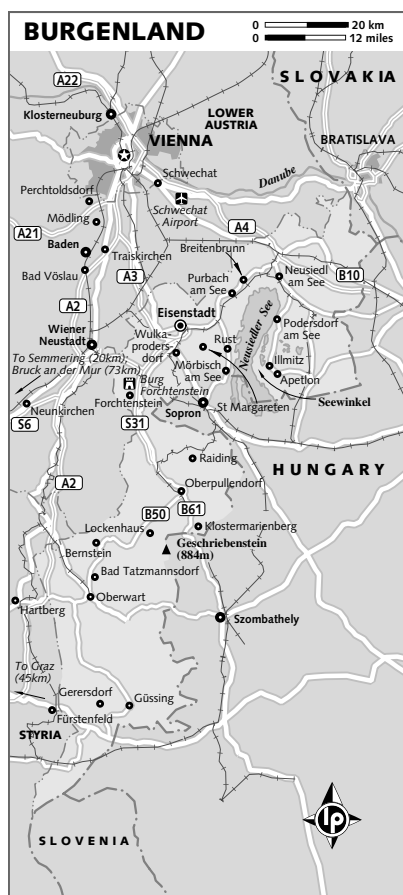 BURGENLAND
0 20 km
0 12 miles
SLOVAKIA
A22
Klosterneuburg
LOWER
AUSTRIA
VIENNA
BRATISLAVA
Schwechat
Danube
Perchtoldsdorf
Schwechat
Airport
Mödling
A21
A4
Breitenbrunn
Baden
Traiskirchen
Purbach
am See
Neusiedl
am See
B10
Bad Vöslau
A3
A2
Eisenstadt
Neusiedler See
Podersdorf
am See
Wiener
Neustadt
Wulka-
proders-
dorf
Rust
To Semmering (20km);
Bruck an der Mur (73km)
Mörbisch
am See
Illmitz
Apetlon
Burg
Forchtenstein
Seewinkel
Neunkirchen
Forchtenstein
St Margareten
Sopron
S6
S31
Raiding
HUNGARY
A2
Oberpullendorf
B50
B61
Lockenhaus
Klostermarienberg
Bernstein
Geschriebenstein
(884m)
Bad Tatzmannsdorf
Hartberg
Oberwart
Szombathely
To Graz
(45km)
Gerersdorf
Güssing
Fürstenfeld
STYRIA
SLOVENIA
lp